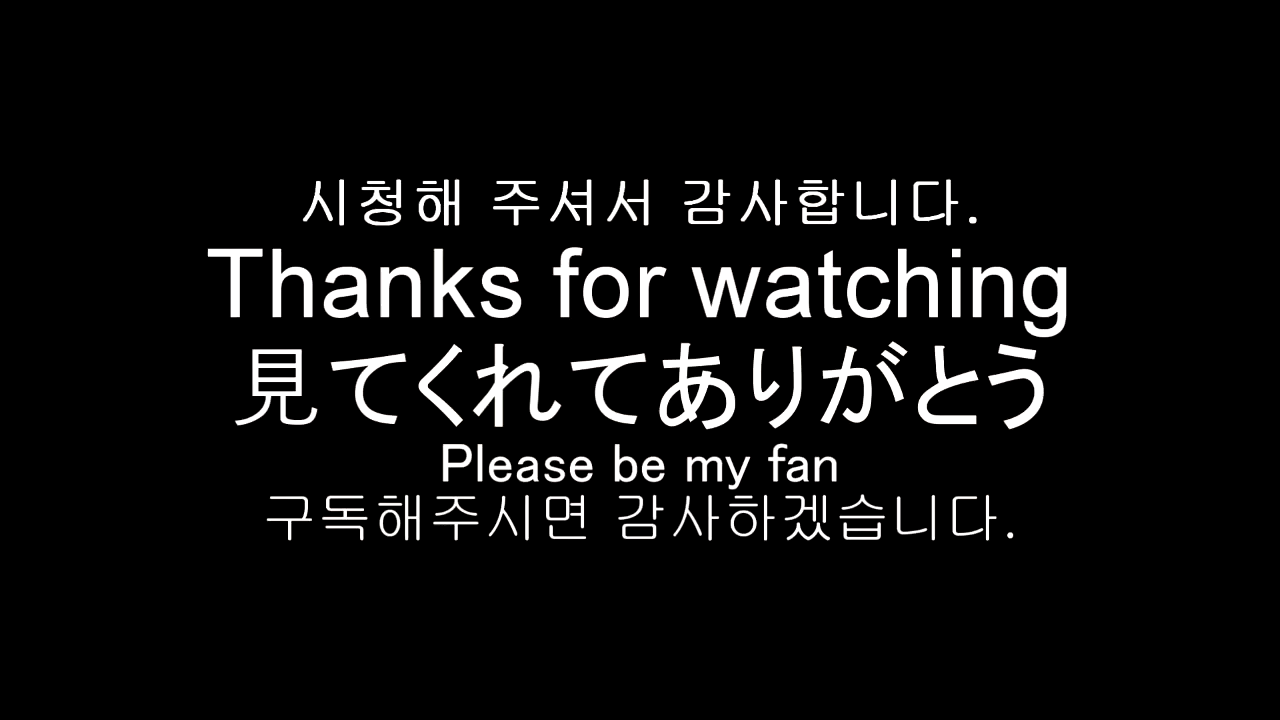 시청해 주셔서 감사합니다.
Thanks for watching
見てくれてありがとう
Please be my fan
구독해주시면 감사하겠습니다.